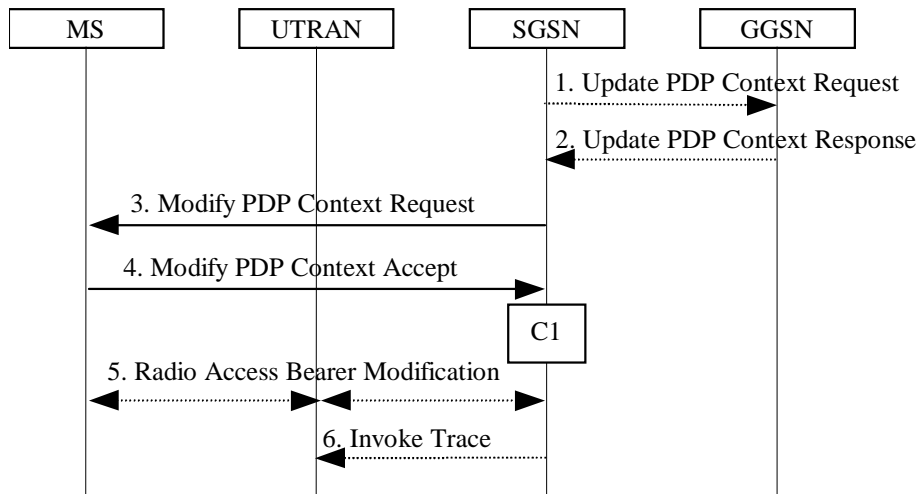 MS UTRAN SGSN GGSN
1. Update PDP Context Request
2. Update PDP Context Response
3. Modify PDP Context Request
4. Modify PDP Context Accept
C1
5. Radio Access Bearer Modification
6. Invoke Trace